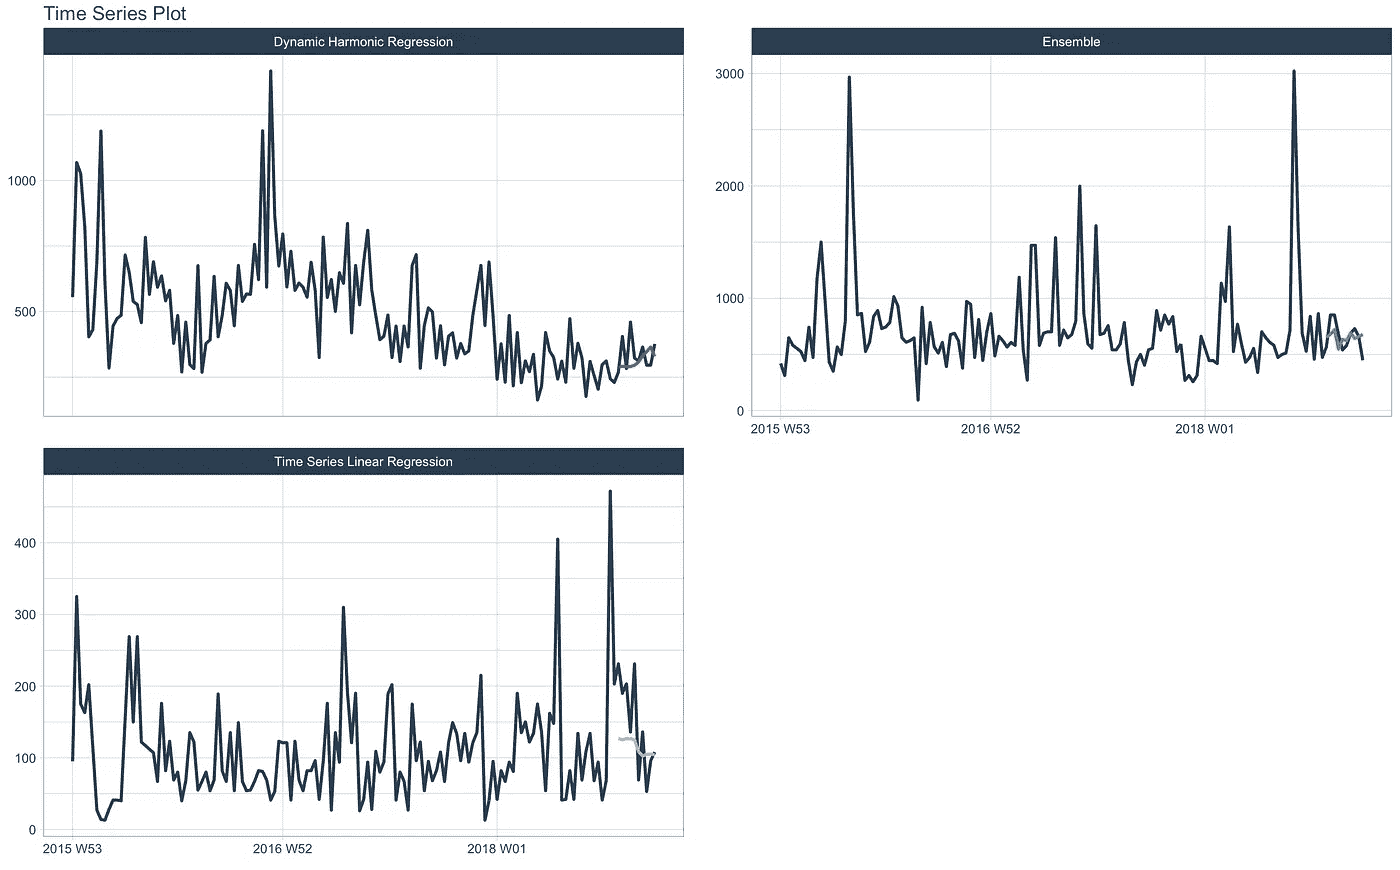 Time Series Plot
Dynamic Harmonic Regression
1000
500
Ensemble
3000
2000
1000
0
2015 W53 2016 W52 2018 W01
Time Series Linear Regression
400
300
200
100
0
2015 W53 2016 W52 2018 W01